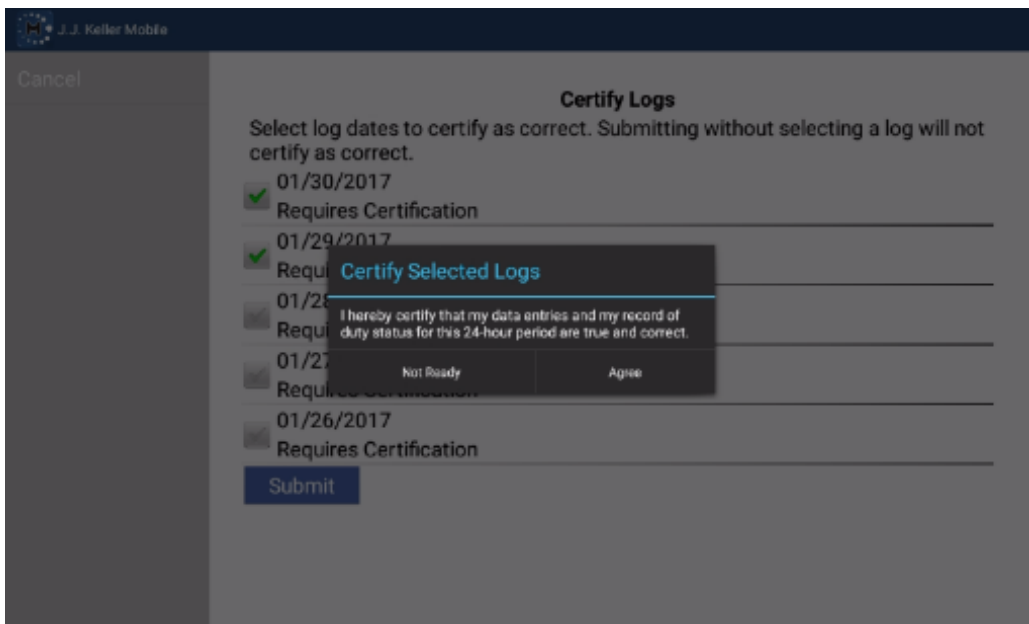 J.J. Keller Mobile
Cancel
Certify Logs
Select log dates to certify as correct. Submitting without selecting a log will not
certify as correct.
01/30/2017
Requires Certification
01/29/2017
Certify Selected Logs
I hereby certify that my data entries and my record of
duty status for this 24-hour period are true and correct.
Not Ready Agree
01/26/2017
Requires Certification
Submit